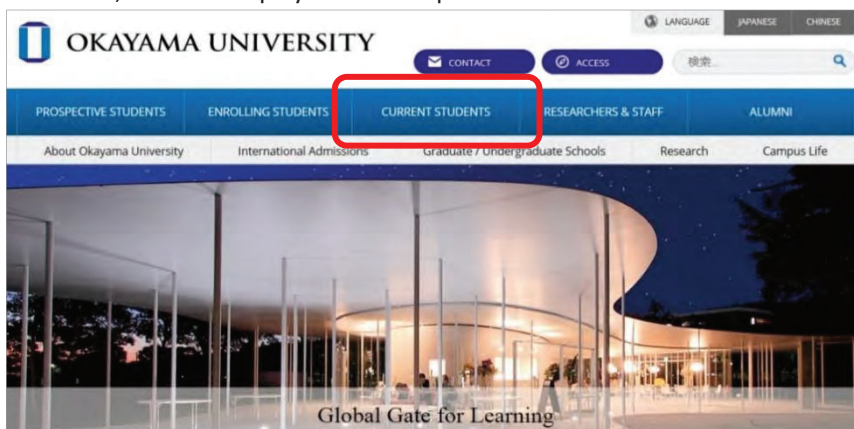 LANGUAGE JAPANESE CHINESE
OKAYAMA UNIVERSITY
CONTACT ACCESS 検索...
PROSPECTIVE STUDENTS ENROLLING STUDENTS CURRENT STUDENTS RESEARCHERS & STAFF ALUMNI
About Okayama University International Admissions Graduate / Undergraduate Schools Research Campus Life
Global Gate for Learning